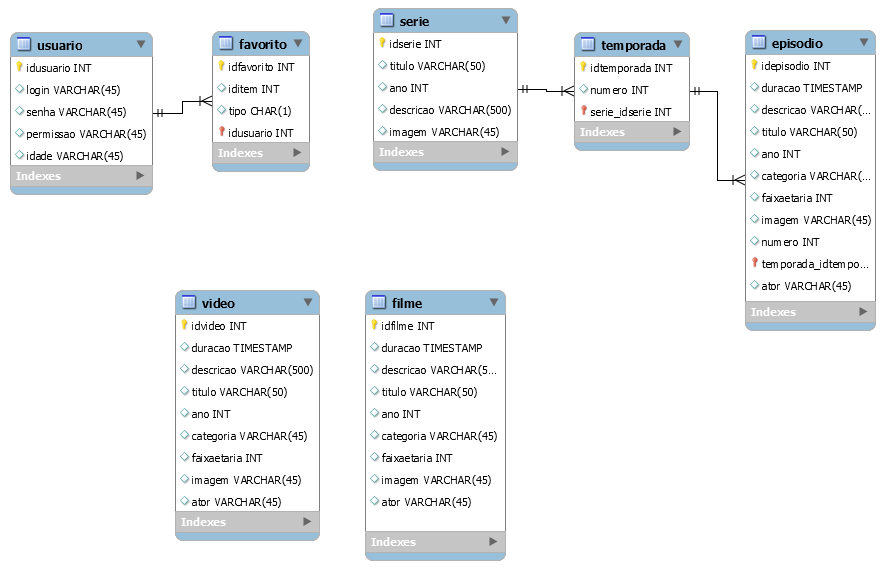 usuario
idusuario INT
login VARCHAR(45)
senha VARCHAR(45)
permissao VARCHAR(45)
idade VARCHAR(45)
Indexes
favorito
idfavorito INT
iditem INT
tipo CHAR(1)
idusuario INT
Indexes
serie
idserie INT
titulo VARCHAR(50)
ano INT
descricao VARCHAR(500)
imagem VARCHAR(45)
Indexes
temporada
idtemporada INT
numero INT
serie_idserie INT
Indexes
episodio
idepisodio INT
duracao TIMESTAMP
descricao VARCHAR(...
titulo VARCHAR(50)
ano INT
categoria VARCHAR(...
faixaetaria INT
imagem VARCHAR(45)
numero INT
temporada_idtempo...
ator VARCHAR(45)
Indexes
video
idvideo INT
duracao TIMESTAMP
descricao VARCHAR(500)
titulo VARCHAR(50)
ano INT
categoria VARCHAR(45)
faixaetaria INT
imagem VARCHAR(45)
ator VARCHAR(45)
Indexes
filme
idfilme INT
duracao TIMESTAMP
descricao VARCHAR(5...
titulo VARCHAR(50)
ano INT
categoria VARCHAR(45)
faixaetaria INT
imagem VARCHAR(45)
ator VARCHAR(45)
Indexes